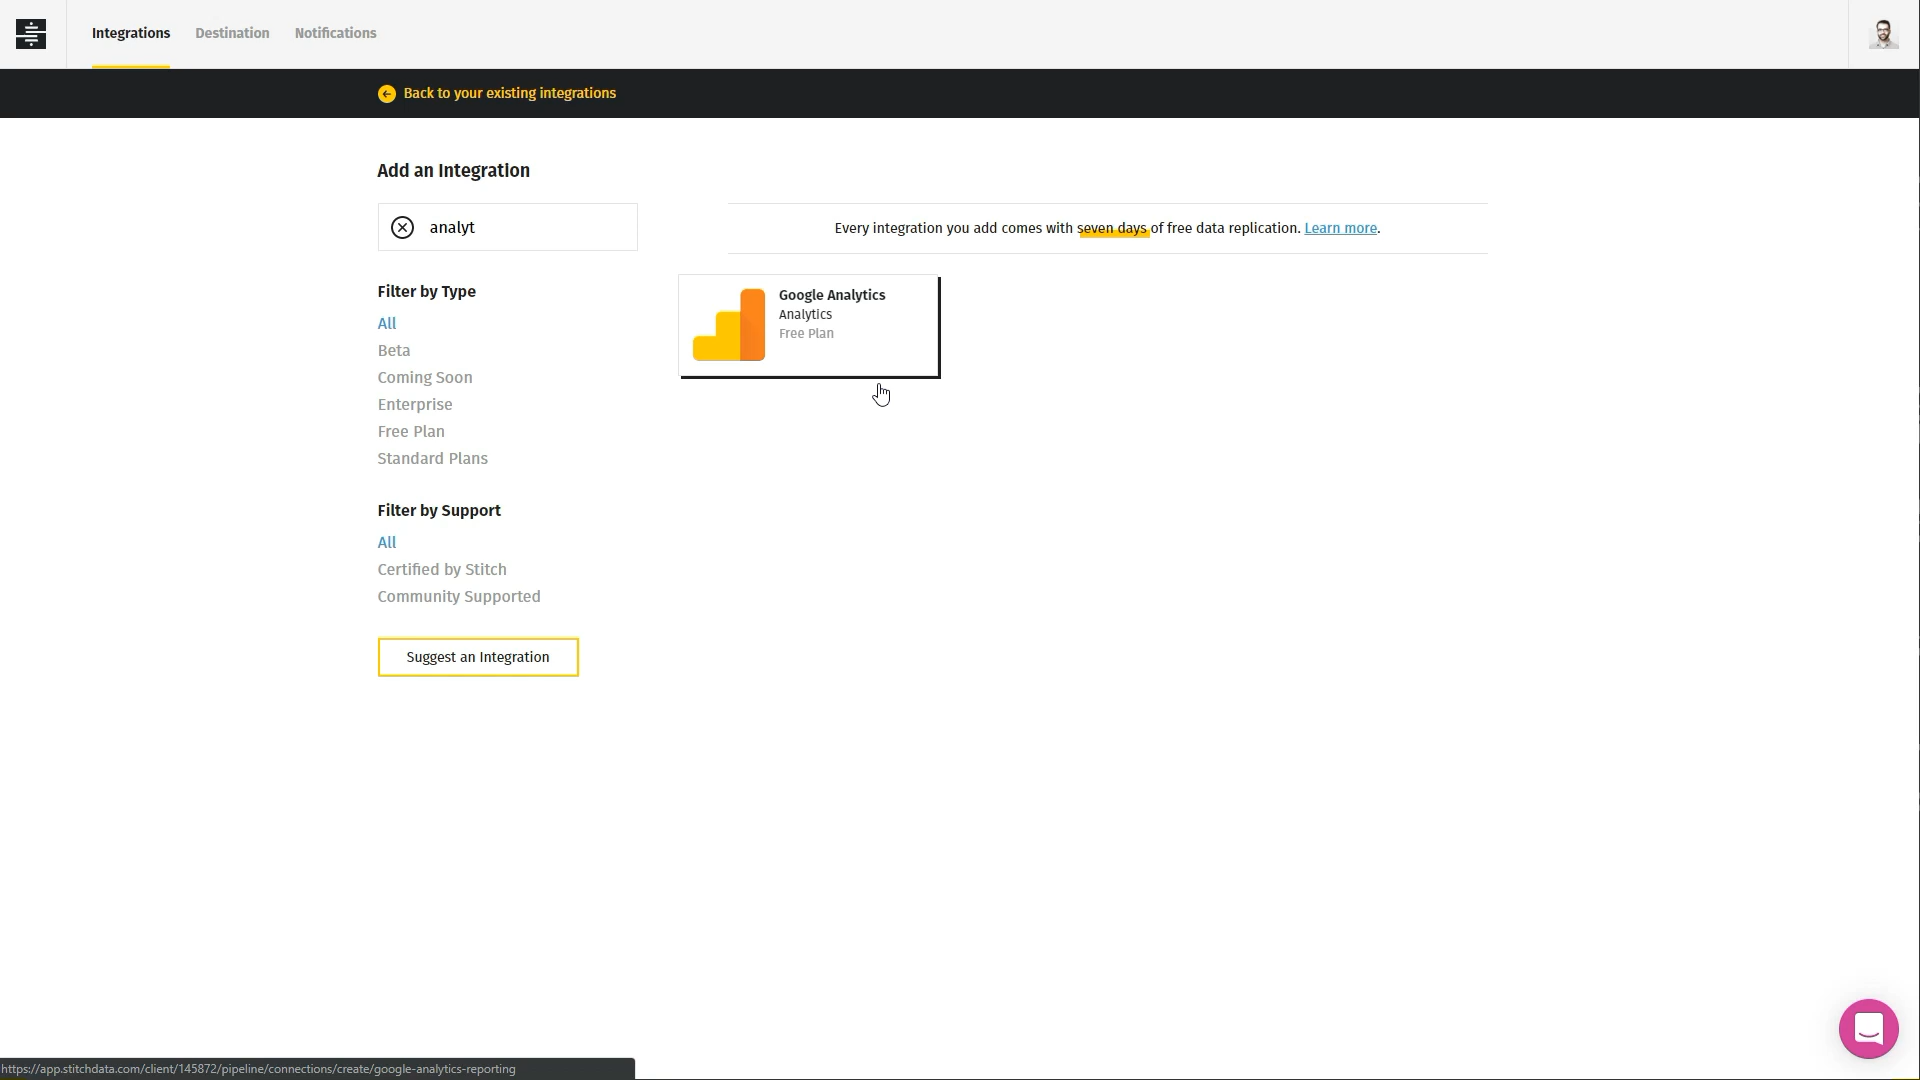 Integrations
Destination
Notifications
Back to your existing integrations
Add an Integration
analyt
Every integration you add comes with seven days of free data replication. Learn more.
Filter by Type
All
Beta
Coming Soon
Enterprise
Free Plan
Standard Plans
Google Analytics
Analytics
Free Plan
Filter by Support
All
Certified by Stitch
Community Supported
Suggest an Integration
https://app.stitchdata.com/client/145872/pipeline/connections/create/google-analytics-reporting